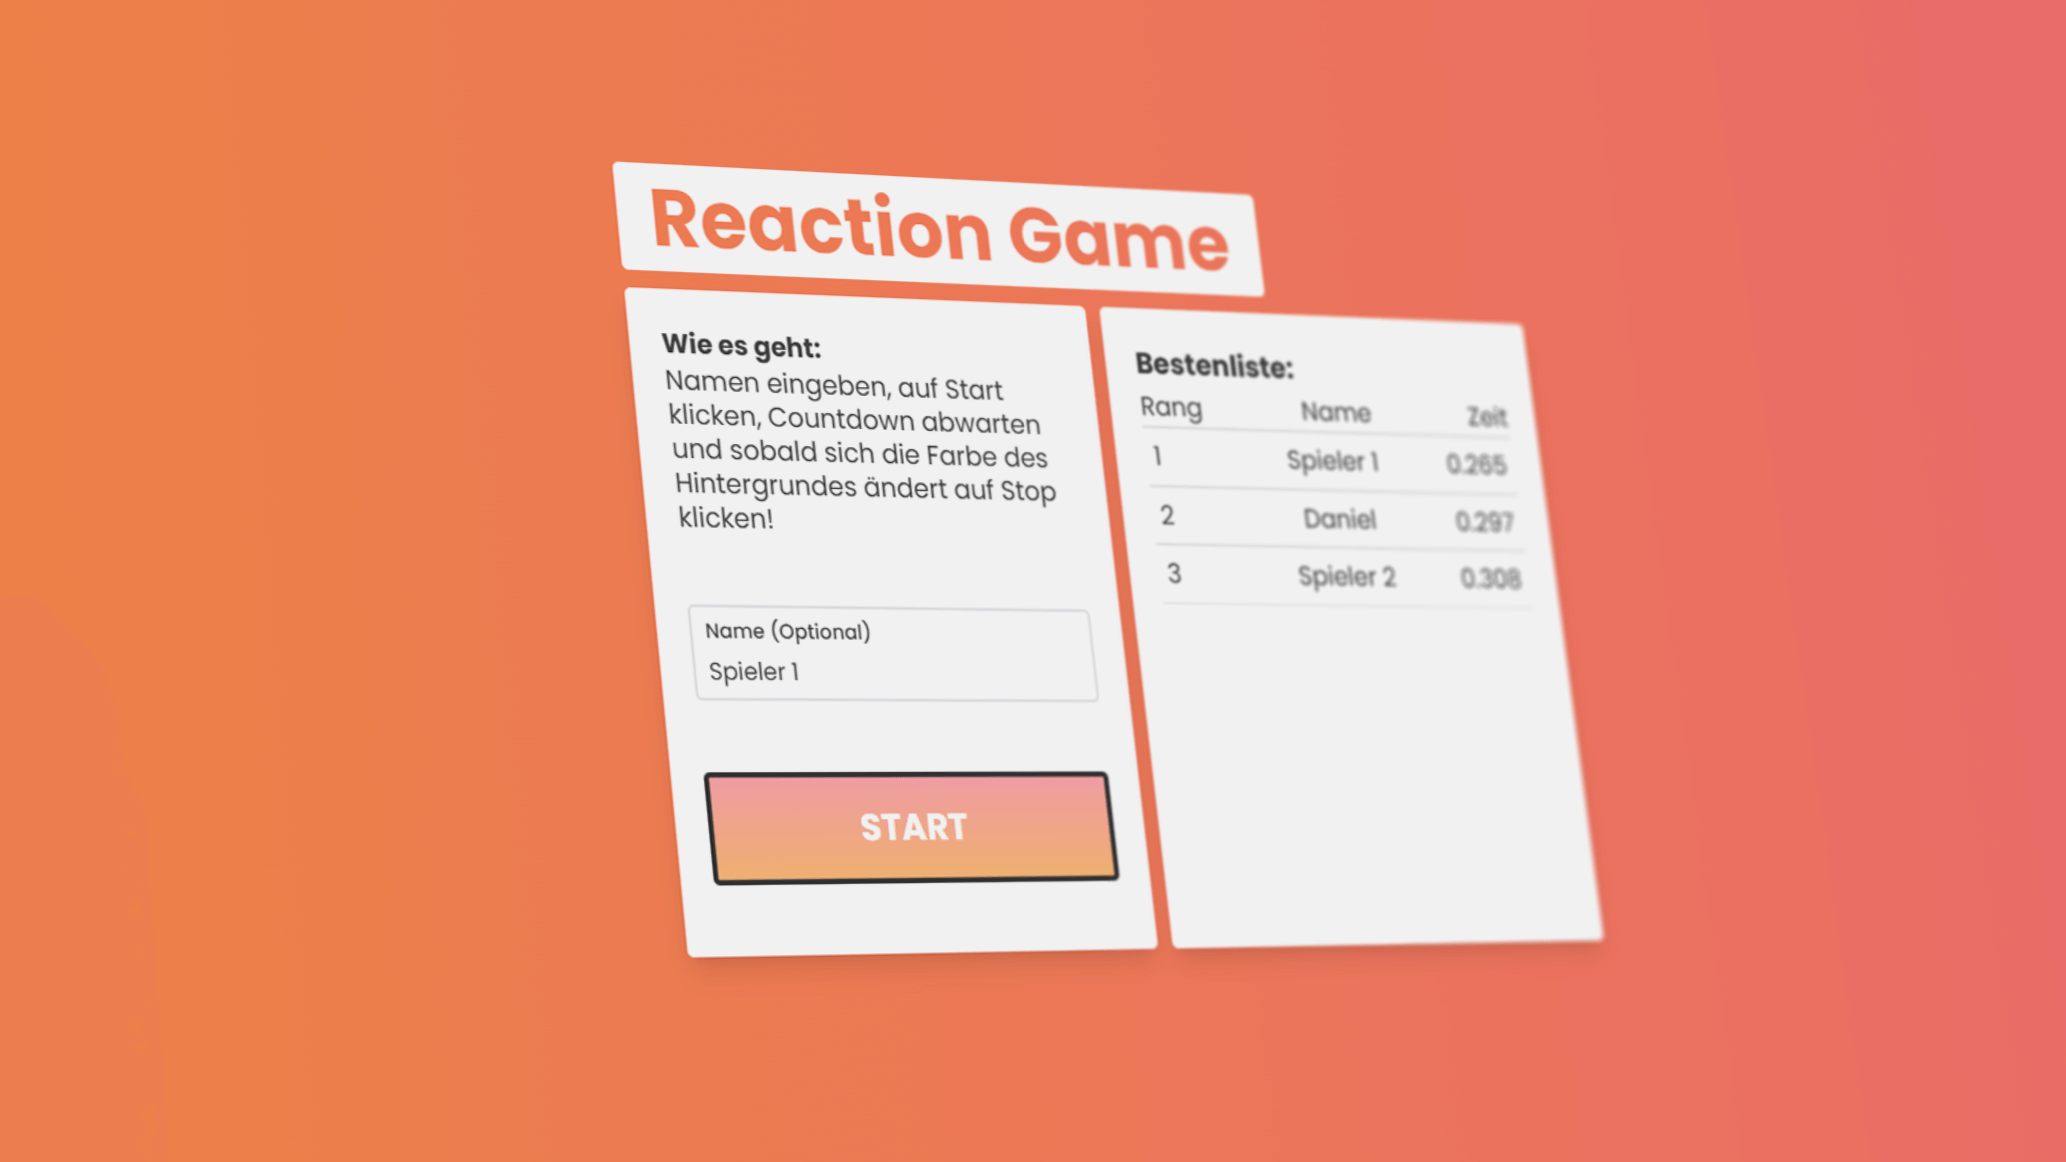 Reaction Game
Wie es geht:
Namen eingeben, auf Start
klicken, Countdown abwarten
und sobald sich die Farbe des
Hintergrundes ändert auf Stop
klicken!
Name (Optional)
Spieler 1
START
Bestenliste:
Rang Name Zeit
1 Spieler 1 0.265
2 Daniel 0.297
3 Spieler 2 0.308